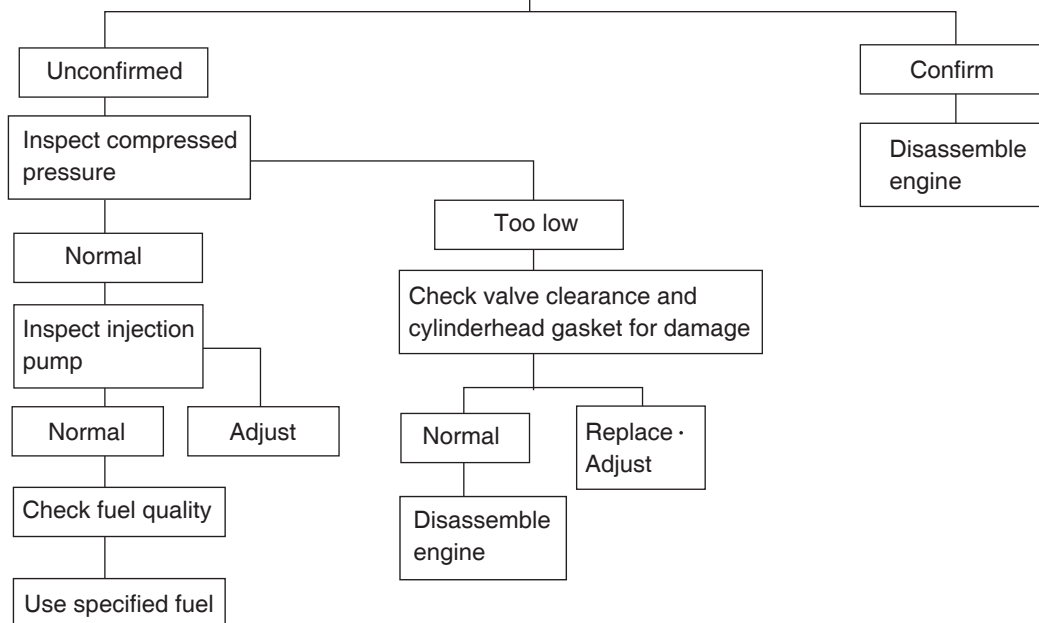 Unconfirmed
Confirm
Inspect compressed
pressure
Disassemble
engine
Too low
Normal
Check valve clearance and
cylinderhead gasket for damage
Inspect injection
pump
Normal
Adjust
Normal
Replace ·
Adjust
Check fuel quality
Disassemble
engine
Use specified fuel